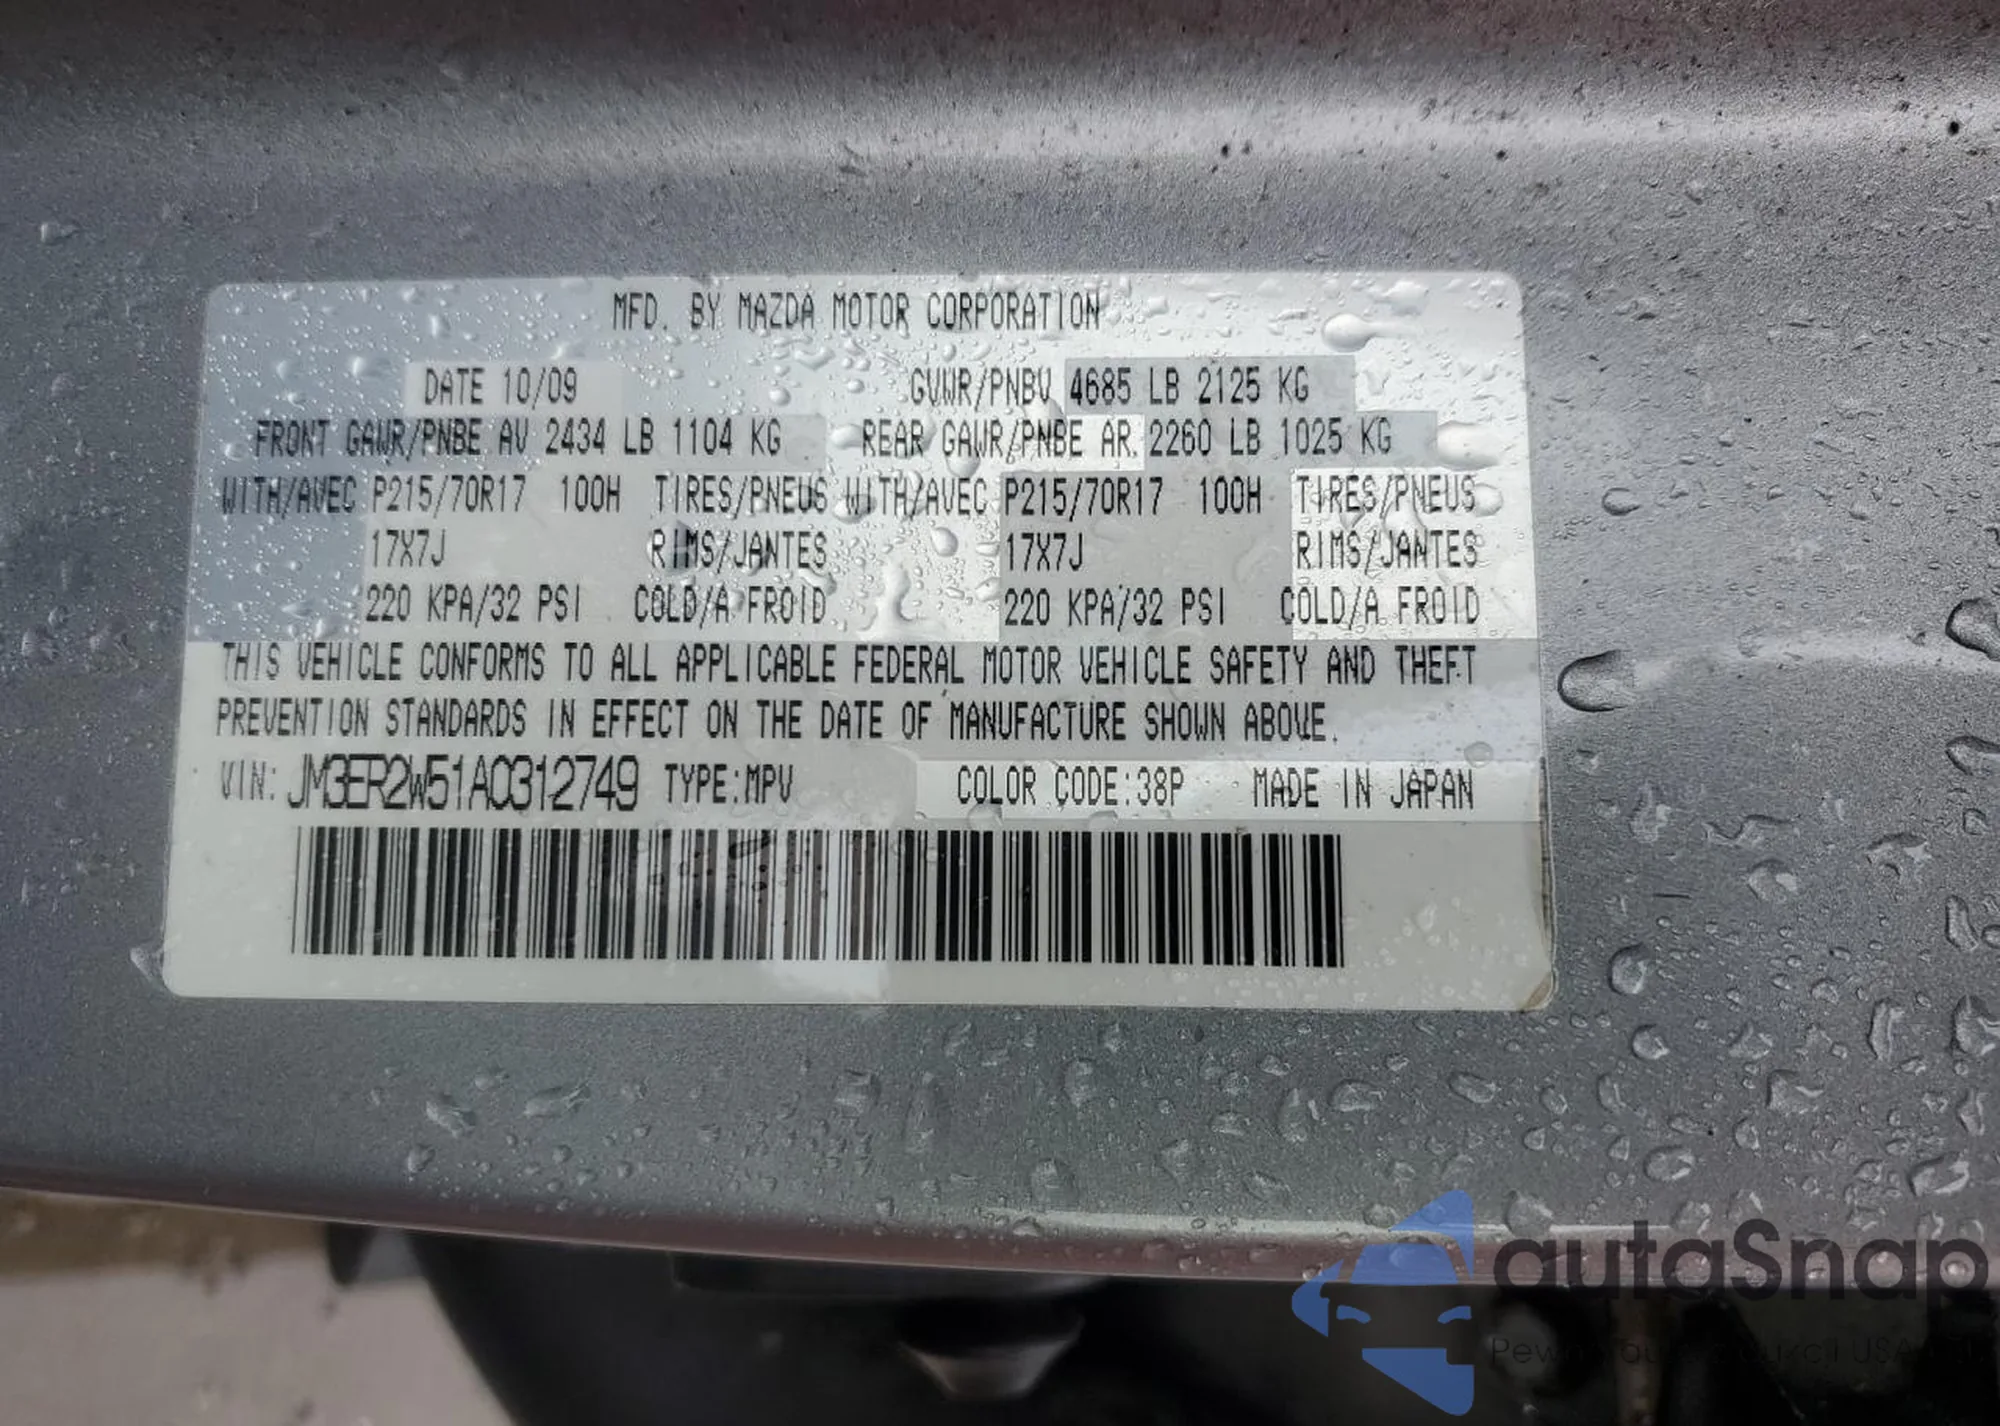 MFD. BY MAZDA MOTOR CORPORATION
DATE 10/09 GVWR/PNBV 4685 LB 2125 KG
FRONT GAWR/PNBE AV 2434 LB 1104 KG REAR GAWR/PNBE AR 2260 LB 1025 KG
WITH/AVEC P215/70R17 100H TIRES/PNEUS WITH/AVEC P215/70R17 100H TIRES/PNEUS
17X7J RIMS/JANTES 17X7J RIMS/JANTES
220 KPA/32 PSI COLD/A FROID 220 KPA/32 PSI COLD/A FROID
THIS VEHICLE CONFORMS TO ALL APPLICABLE FEDERAL MOTOR VEHICLE SAFETY AND THEFT
PREVENTION STANDARDS IN EFFECT ON THE DATE OF MANUFACTURE SHOWN ABOVE.
VIN: JM3ER2W51A0312749 TYPE:MPV COLOR CODE:38P MADE IN JAPAN
autaSnap
USA